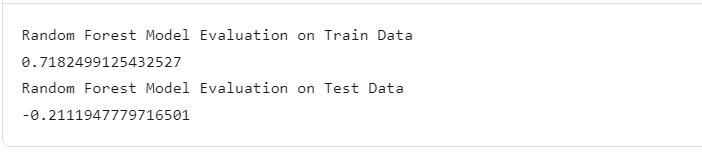 Random Forest Model Evaluation on Train Data
0.7182499125432527
Random Forest Model Evaluation on Test Data
-0.2111947779716501